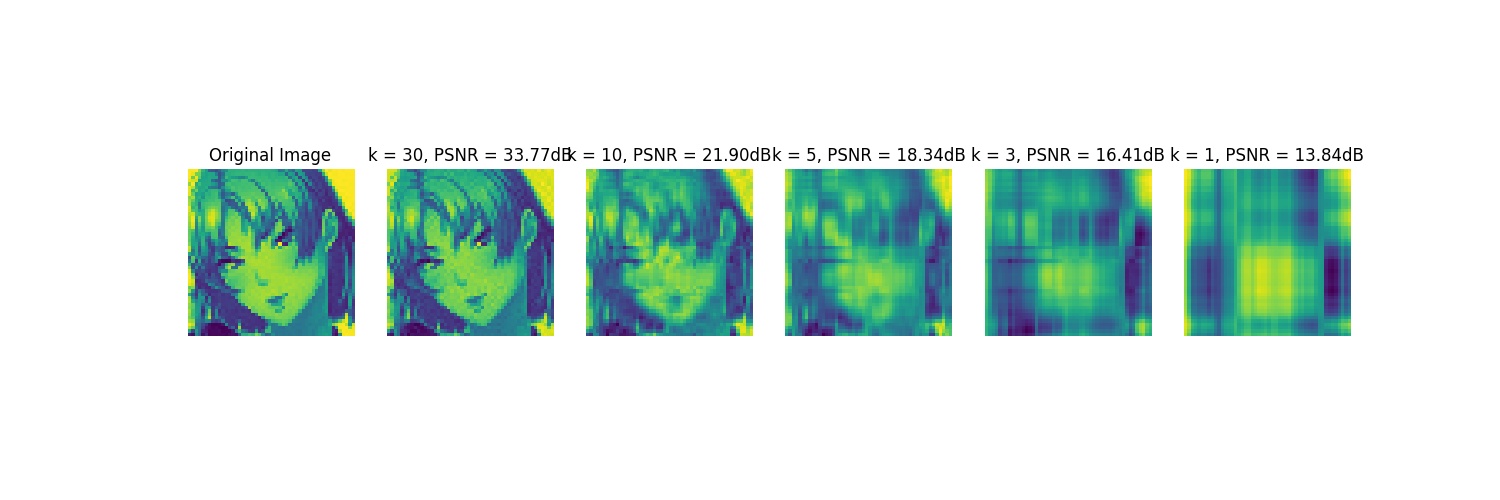 Original Image
k = 30, PSNR = 33.77dB
k = 10, PSNR = 21.90dB
k = 5, PSNR = 18.34dB
k = 3, PSNR = 16.41dB
k = 1, PSNR = 13.84dB